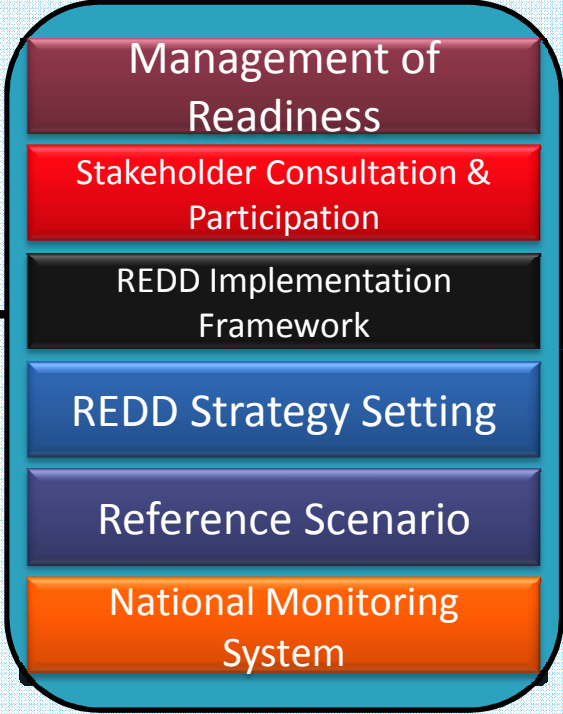 Management of
Readiness
Stakeholder Consultation &
Participation
REDD Implementation
Framework
REDD Strategy Setting
Reference Scenario
National Monitoring
System